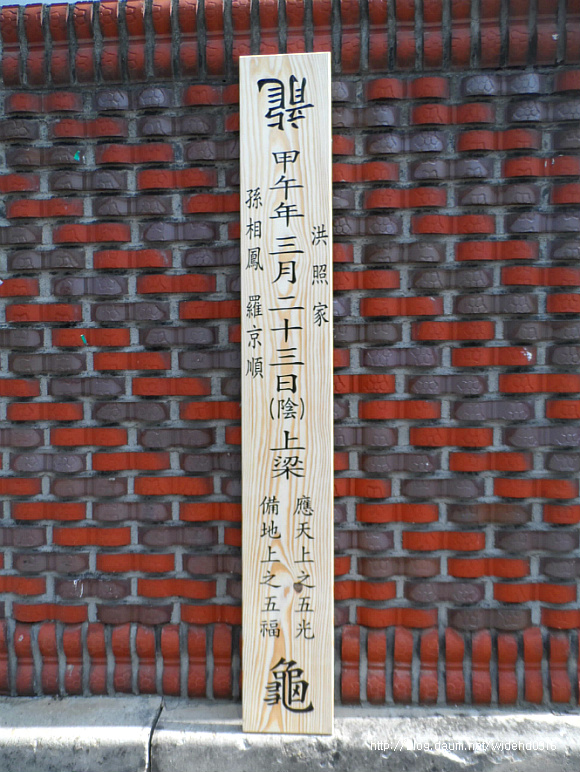 龍
洪照家
甲午年三月二十三日(陰)上梁
孫相鳳 羅京順
應天上之五光
備地上之五福
龜